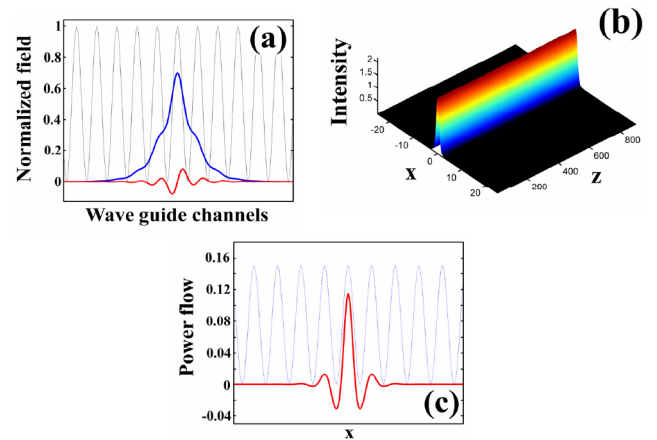 (a)
Normalized field
1
0.8
0.6
0.4
0.2
0
Wave guide channels
(b)
Intensity
2
1.5
1
0.5
-20
-10
0
10
20
x
200
400
600
800
z
(c)
Power flow
0.16
0.12
0.08
0.04
0
-0.04
x